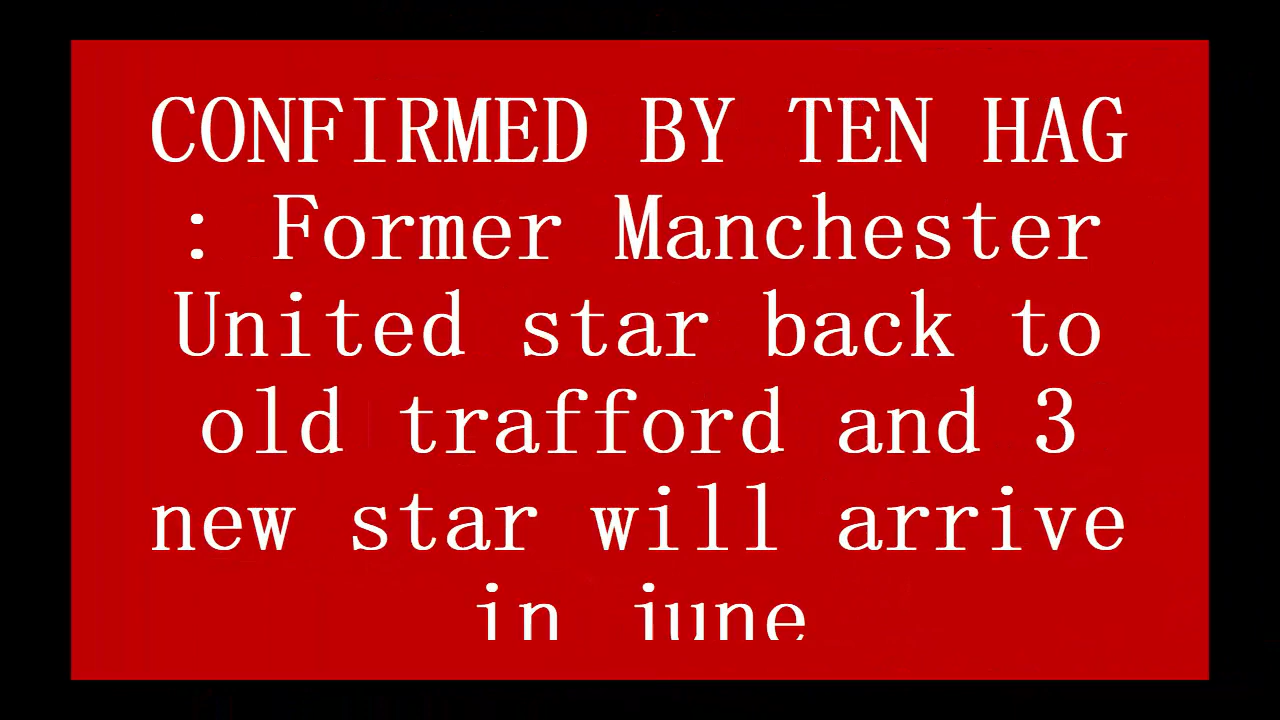 CONFIRMED BY TEN HAG
: Former Manchester
United star back to
old trafford and 3
new star will arrive
in june